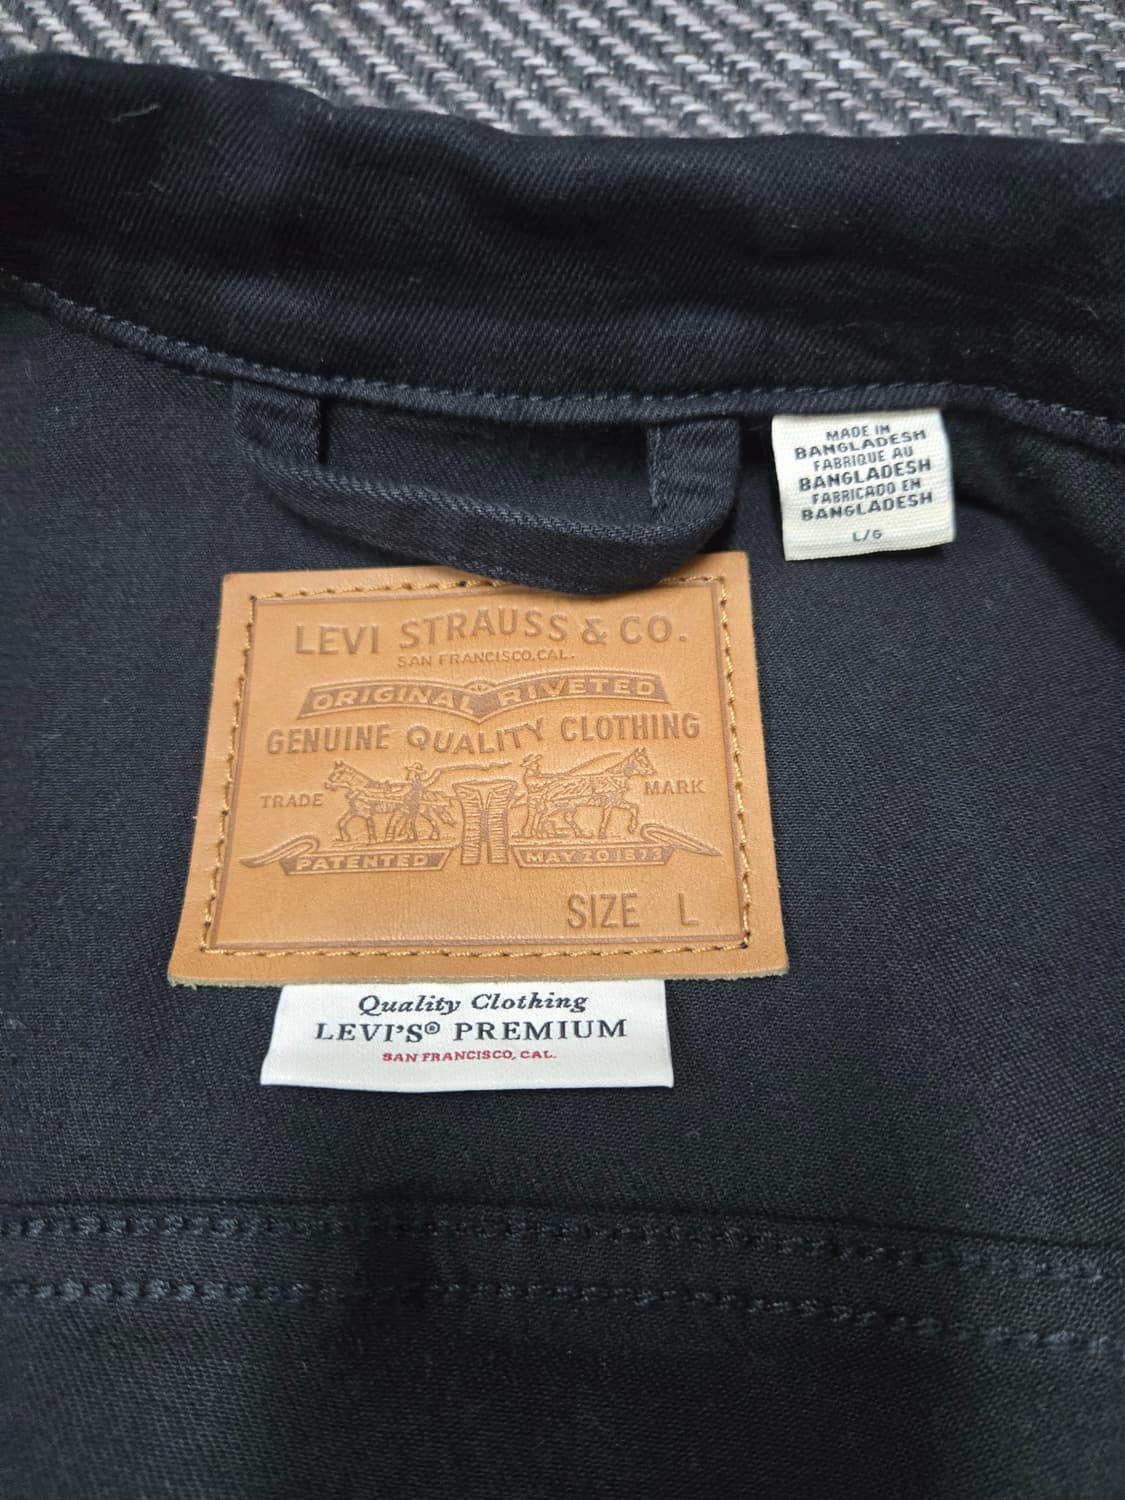 MADE IN
BANGLADESH
FABRIQUE AU
BANGLADESH
FABRICADO EN
BANGLADESH
L/G
LEVI STRAUSS & CO.
SAN FRANCISCO, CAL.
ORIGINAL RIVETED
GENUINE QUALITY CLOTHING
TRADE MARK
PATENTED MAY 20 1873
SIZE L
Quality Clothing
LEVI'S® PREMIUM
SAN FRANCISCO, CAL.